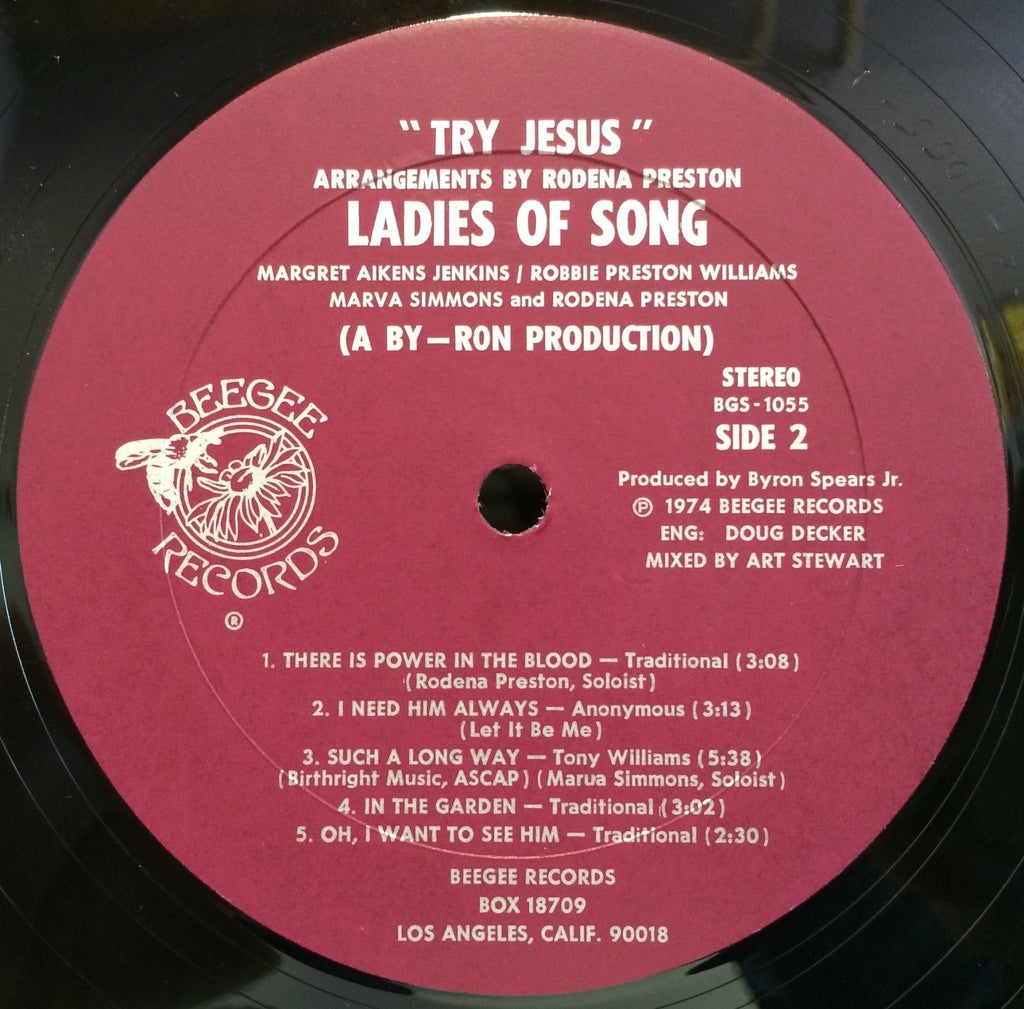 " TRY JESUS "
ARRANGEMENTS BY RODENA PRESTON
LADIES OF SONG
MARGRET AIKENS JENKINS / ROBBIE PRESTON WILLIAMS
MARVA SIMMONS and RODENA PRESTON
(A BY—RON PRODUCTION)
STEREO
BGS - 1055
SIDE 2
BEEGEE
RECORDS
®
Produced by Byron Spears Jr.
℗ 1974 BEEGEE RECORDS
ENG: DOUG DECKER
MIXED BY ART STEWART
1. THERE IS POWER IN THE BLOOD — Traditional (3:08)
(Rodena Preston, Soloist)
2. I NEED HIM ALWAYS — Anonymous (3:13)
(Let It Be Me)
3. SUCH A LONG WAY — Tony Williams (5:38)
(Birthright Music, ASCAP) (Marua Simmons, Soloist)
4. IN THE GARDEN — Traditional (3:02)
5. OH, I WANT TO SEE HIM — Traditional (2:30)
BEEGEE RECORDS
BOX 18709
LOS ANGELES, CALIF. 90018